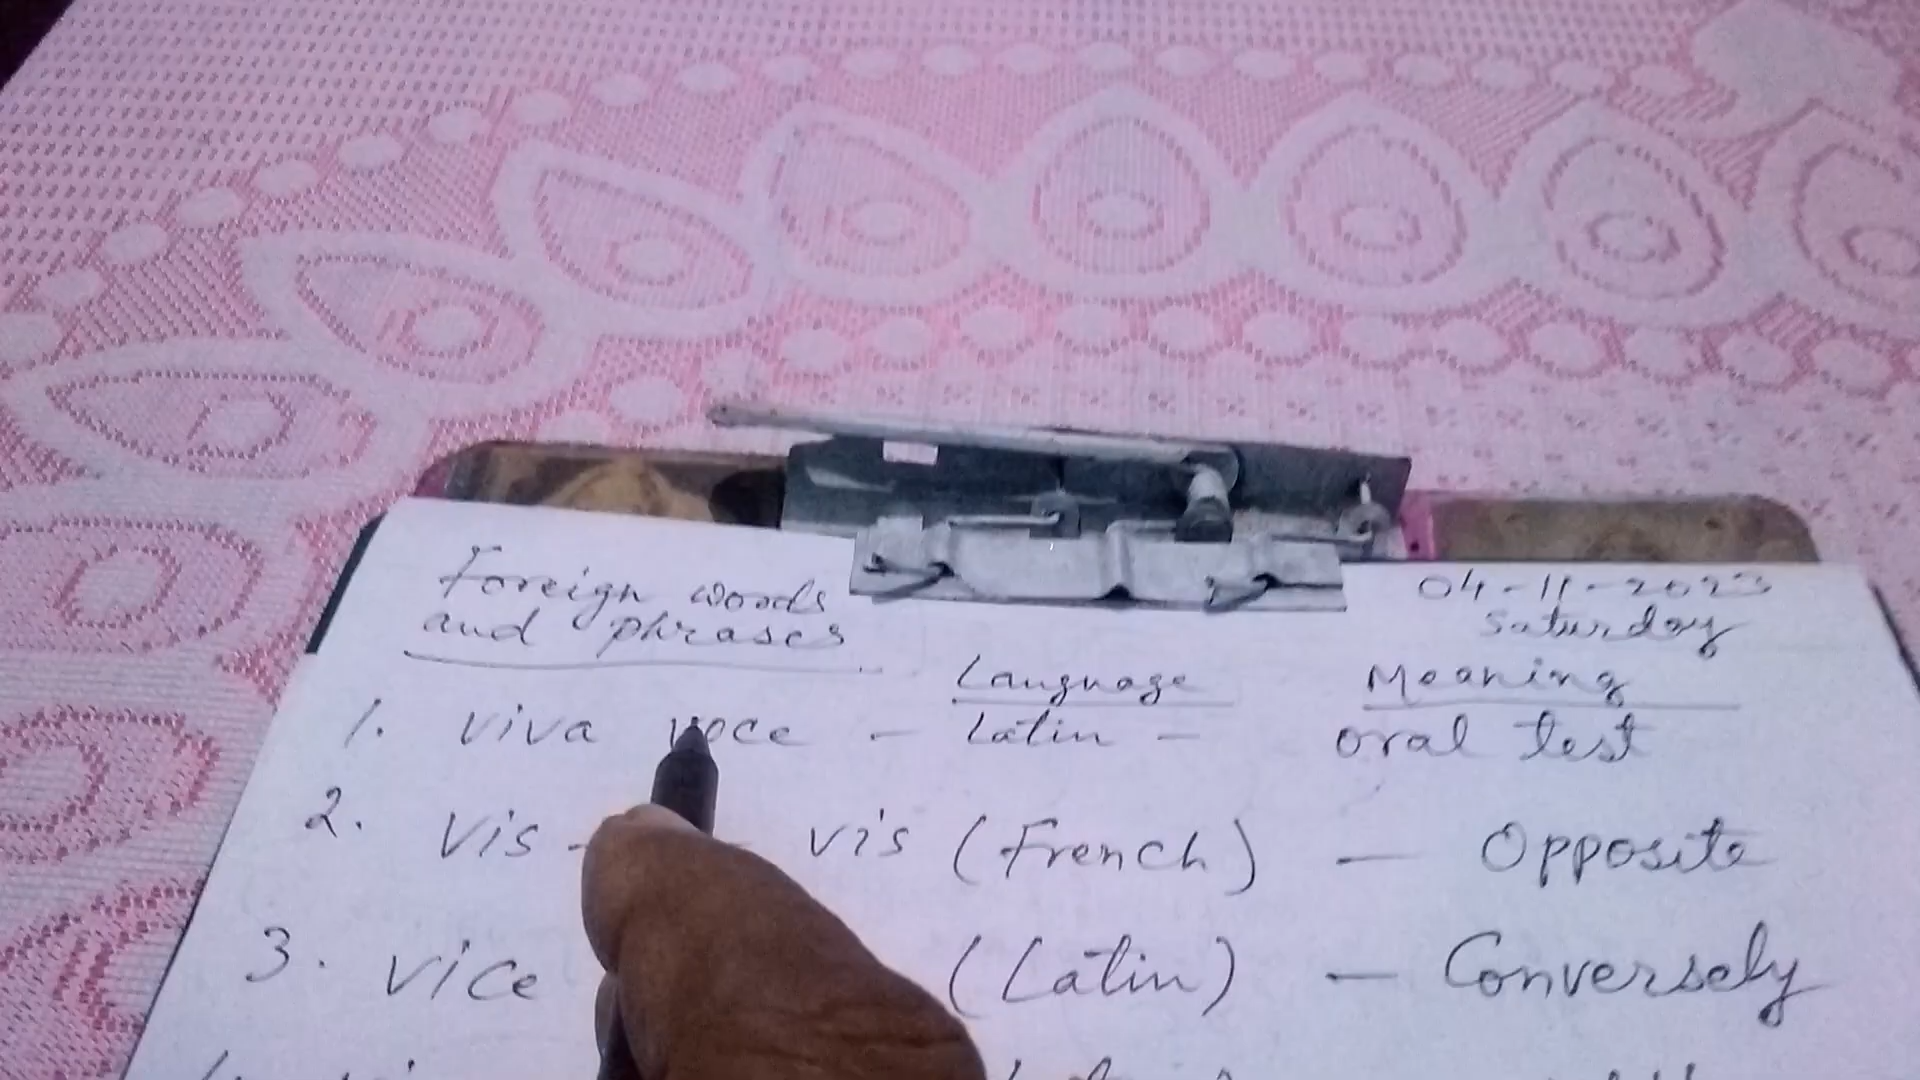 Foreign words
and phrases
04-11-2023
Saturday
Language
Meaning
1. viva voce - Latin - oral test
2. vis - - vis (French) - Opposite
3. vice (Latin) - Conversely